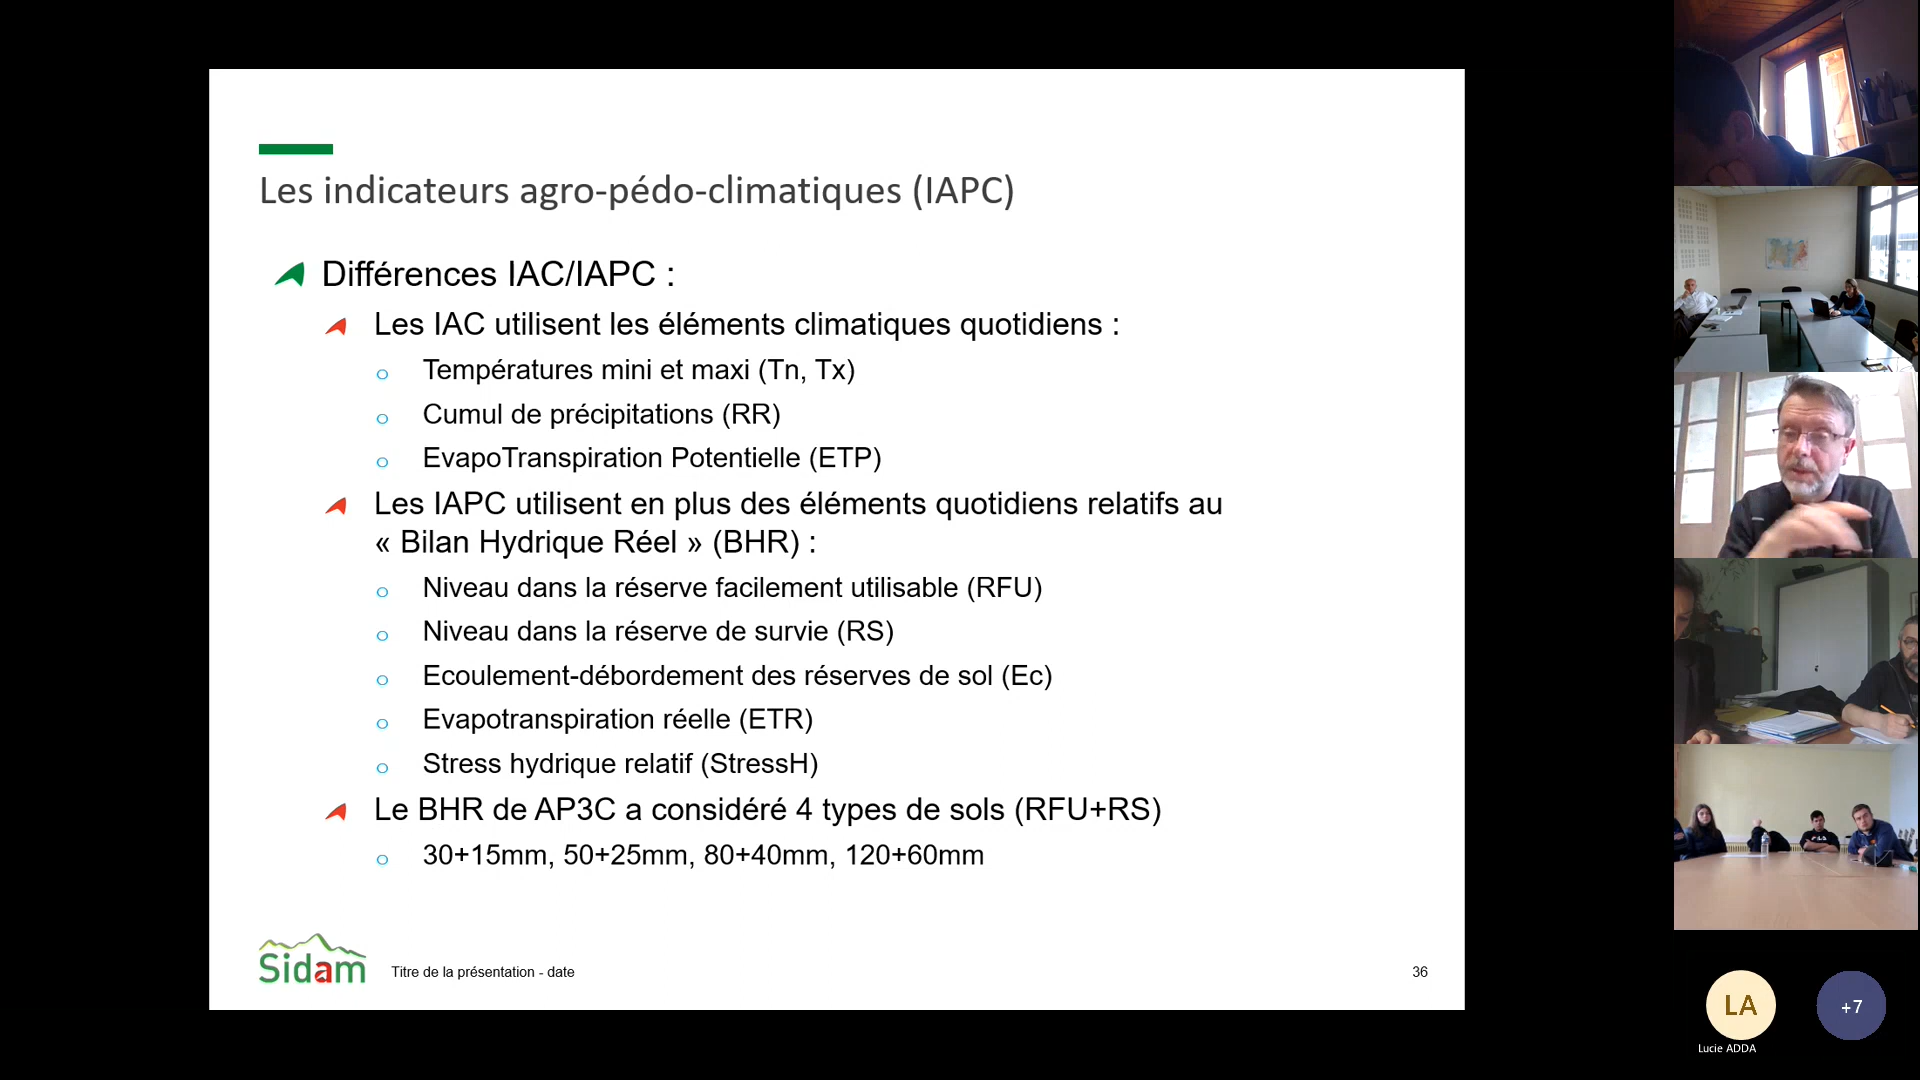 Les indicateurs agro-pédo-climatiques (IAPC)
Différences IAC/IAPC :
Les IAC utilisent les éléments climatiques quotidiens :
Températures mini et maxi (Tn, Tx)
Cumul de précipitations (RR)
EvapoTranspiration Potentielle (ETP)
Les IAPC utilisent en plus des éléments quotidiens relatifs au
« Bilan Hydrique Réel » (BHR) :
Niveau dans la réserve facilement utilisable (RFU)
Niveau dans la réserve de survie (RS)
Ecoulement-débordement des réserves de sol (Ec)
Evapotranspiration réelle (ETR)
Stress hydrique relatif (StressH)
Le BHR de AP3C a considéré 4 types de sols (RFU+RS)
30+15mm, 50+25mm, 80+40mm, 120+60mm
Sidam
Titre de la présentation - date
36
LA
+7
Lucie ADDA